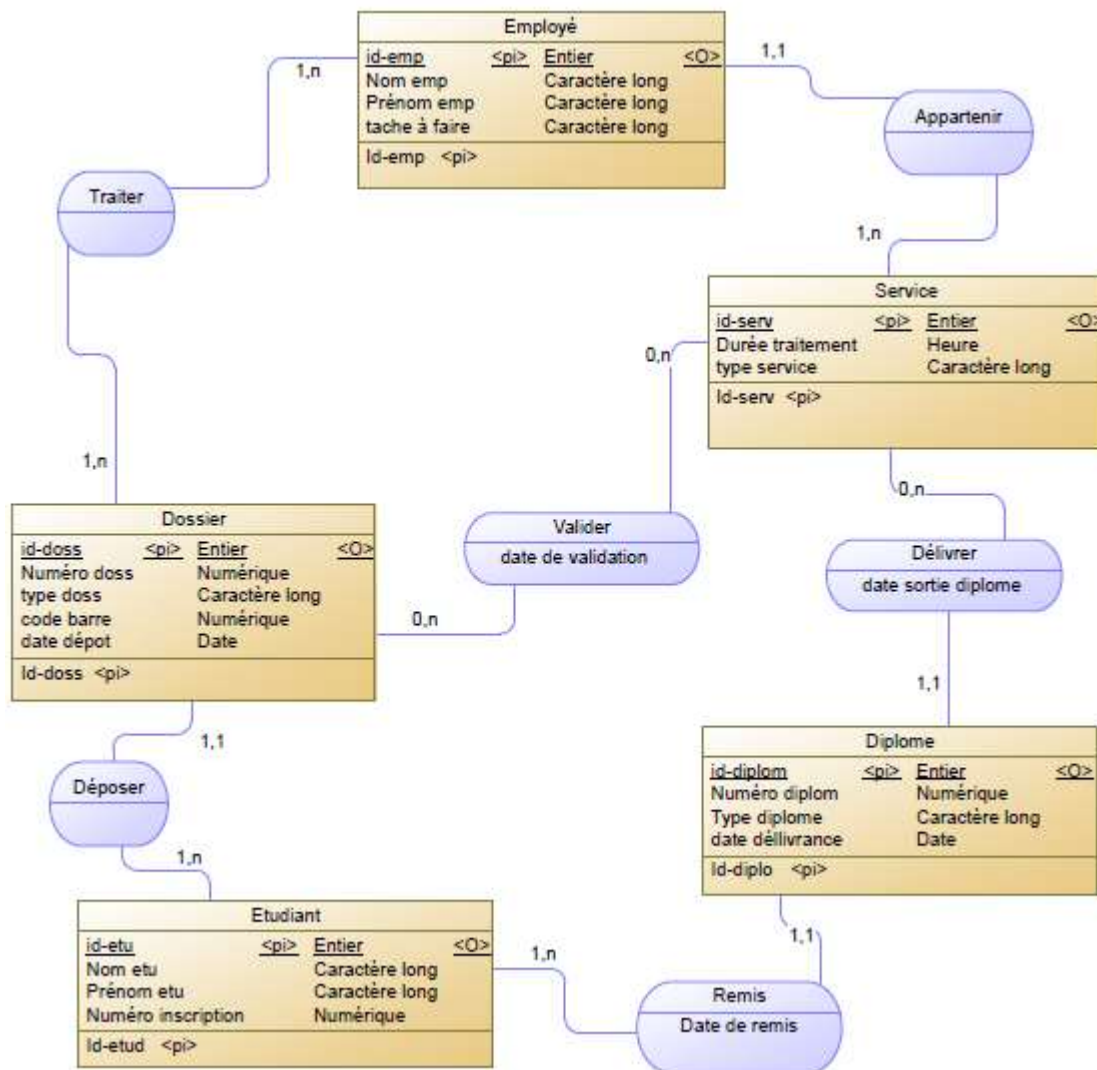 Employé
id-emp <pi> Entier <O>
Nom emp Caractère long
Prénom emp Caractère long
tache à faire Caractère long
Id-emp <pi>
1,1
1,n
Appartenir
Traiter
1,n
Service
id-serv <pi> Entier <O>
Durée traitement Heure
type service Caractère long
Id-serv <pi>
0,n
1,n
0,n
Dossier
id-doss <pi> Entier <O>
Numéro doss Numérique
type doss Caractère long
code barre Numérique
date dépot Date
Id-doss <pi>
Valider
date de validation
Délivrer
date sortie diplome
0,n
1,1
1,1
Déposer
Diplome
id-diplom <pi> Entier <O>
Numéro diplom Numérique
Type diplome Caractère long
date déllivrance Date
Id-diplo <pi>
1,n
Etudiant
id-etu <pi> Entier <O>
Nom etu Caractère long
Prénom etu Caractère long
Numéro inscription Numérique
Id-etud <pi>
1,1
1,n
Remis
Date de remis